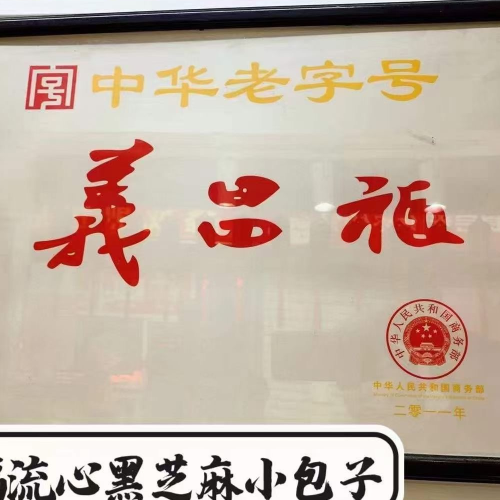 中华老字号
義品祒
中华人民共和国商务部
中华人民共和国商务部
二零一一年
流心黑芝麻小包子